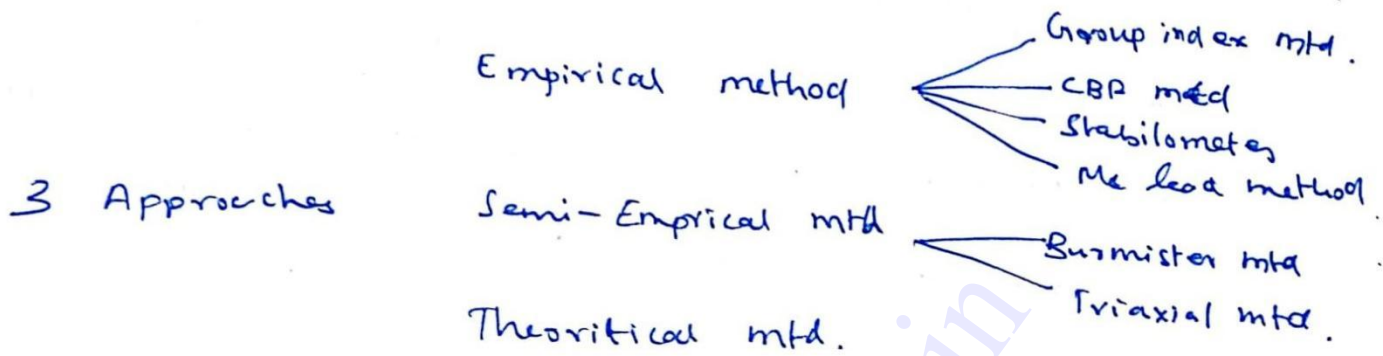 3 Approaches
Empirical method
Group index mtd.
CBR mtd
Stabilometer
Mc leod method
Semi-Emprical mtd
Burmister mtd
Triaxial mtd.
Theoritical mtd.
in